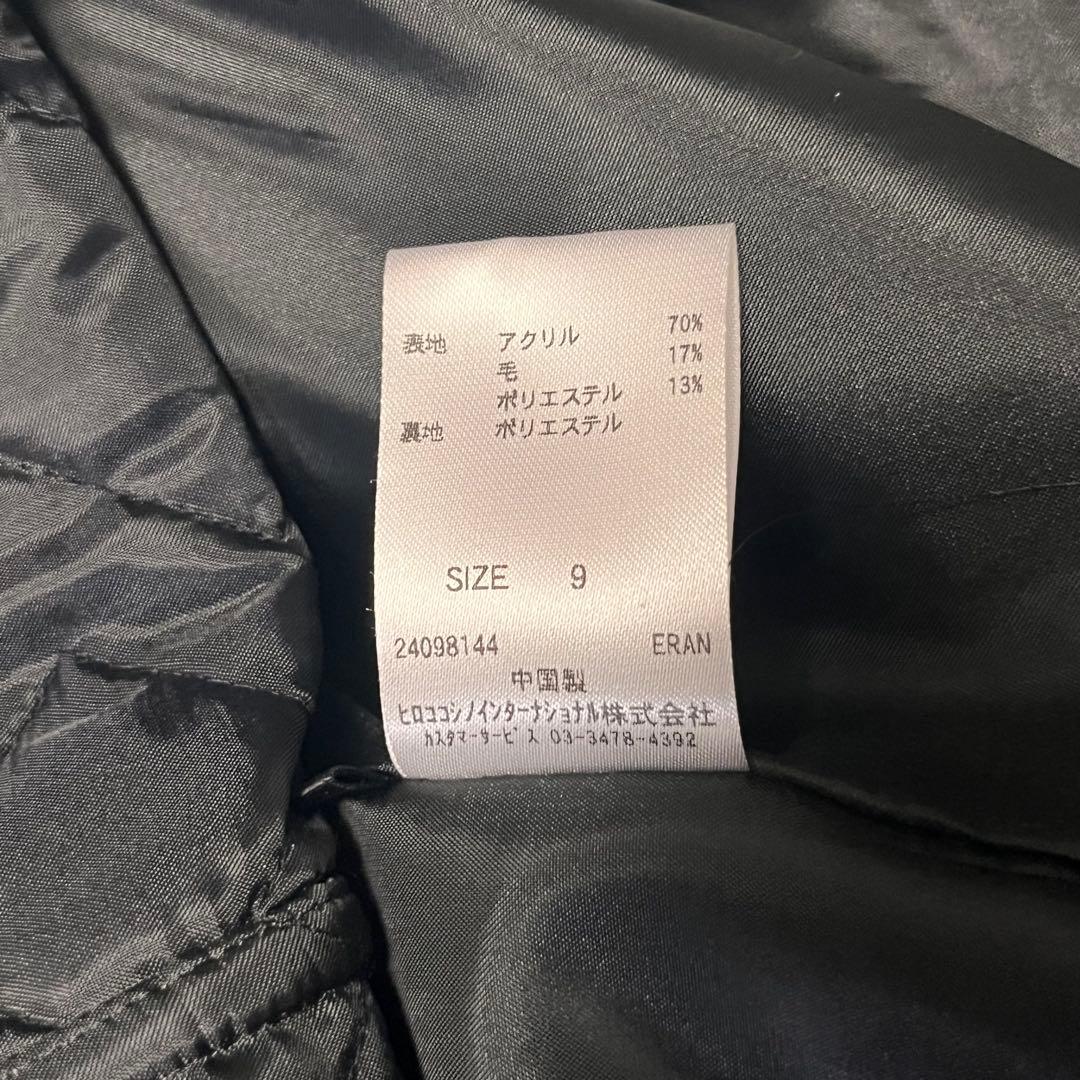 表地 アクリル 70%
毛 17%
ポリエステル 13%
裏地 ポリエステル
SIZE 9
24098144 ERAN
中国製
ヒロココシノインターナショナル株式会社
カスタマーサービス 03-3478-4392